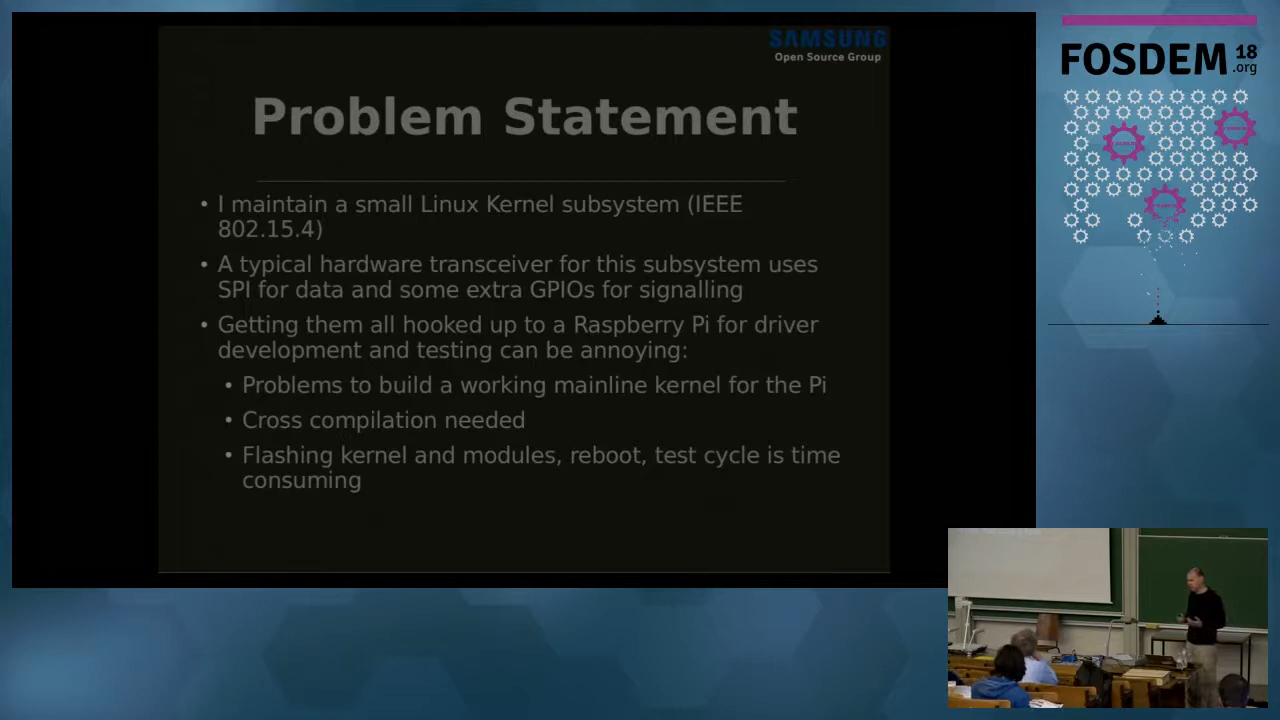 SAMSUNG
Open Source Group
Problem Statement
• I maintain a small Linux Kernel subsystem (IEEE
802.15.4)
• A typical hardware transceiver for this subsystem uses
SPI for data and some extra GPIOs for signalling
• Getting them all hooked up to a Raspberry Pi for driver
development and testing can be annoying:
• Problems to build a working mainline kernel for the Pi
• Cross compilation needed
• Flashing kernel and modules, reboot, test cycle is time
consuming
FOSDEM 18
.org